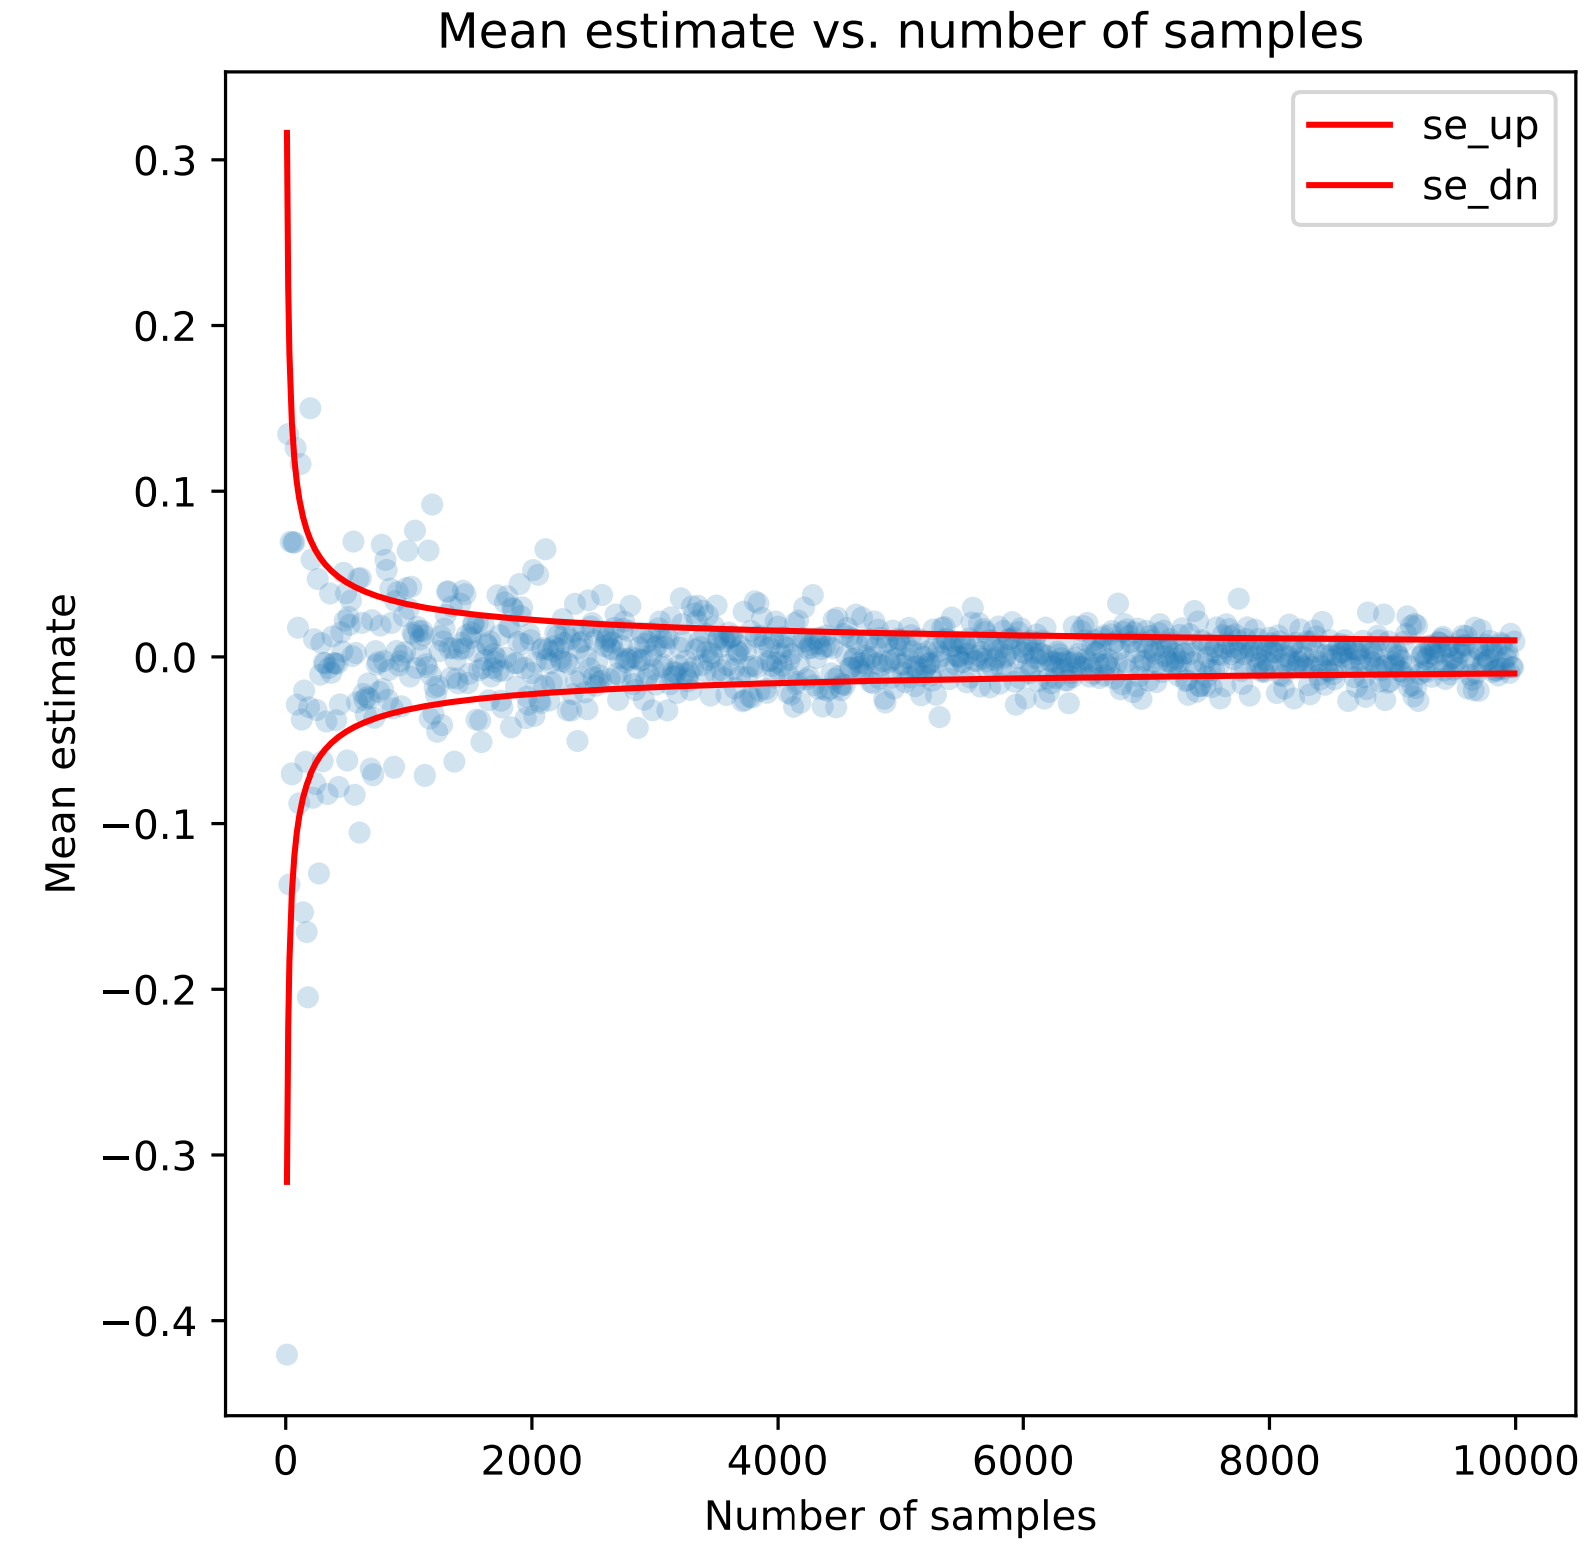 Mean estimate vs. number of samples
se_up
se_dn
0.3
0.2
0.1
0.0
−0.1
−0.2
−0.3
−0.4
Mean estimate
0 2000 4000 6000 8000 10000
Number of samples